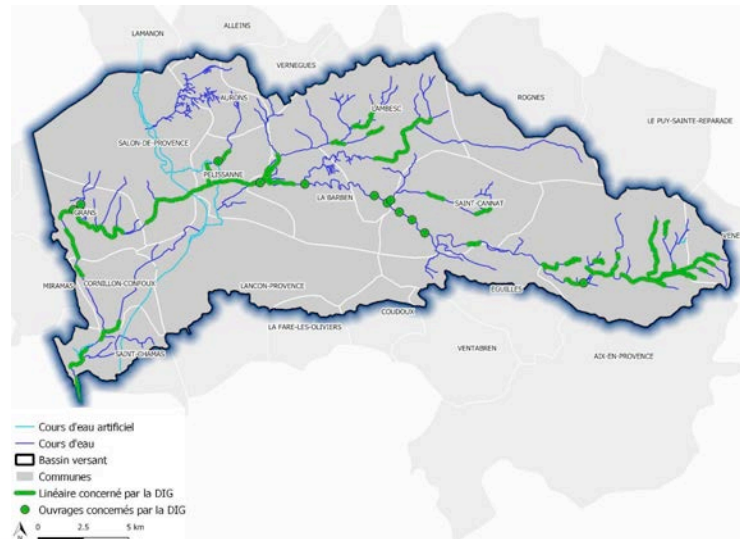 ALLEINS
LAMANON
VERNEGUES
AURONS
ROGNES
LAMBESC
LE PUY-SAINTE-REPARADE
SALON-DE-PROVENCE
PELISSANNE
LA BARBEN
SAINT-CANNAT
GRANS
VENE
MIRAMAS
CORNILLON-CONFOUX
LANCON-PROVENCE
EGUILLES
COUDOUX
LA FARE-LES-OLIVIERS
VENTABREN
AIX-EN-PROVENCE
SAINT-CHAMAS
Cours d'eau artificiel
Cours d'eau
Bassin versant
Communes
Linéaire concerné par la DIG
Ouvrages concernés par la DIG
0 2.5 5 km